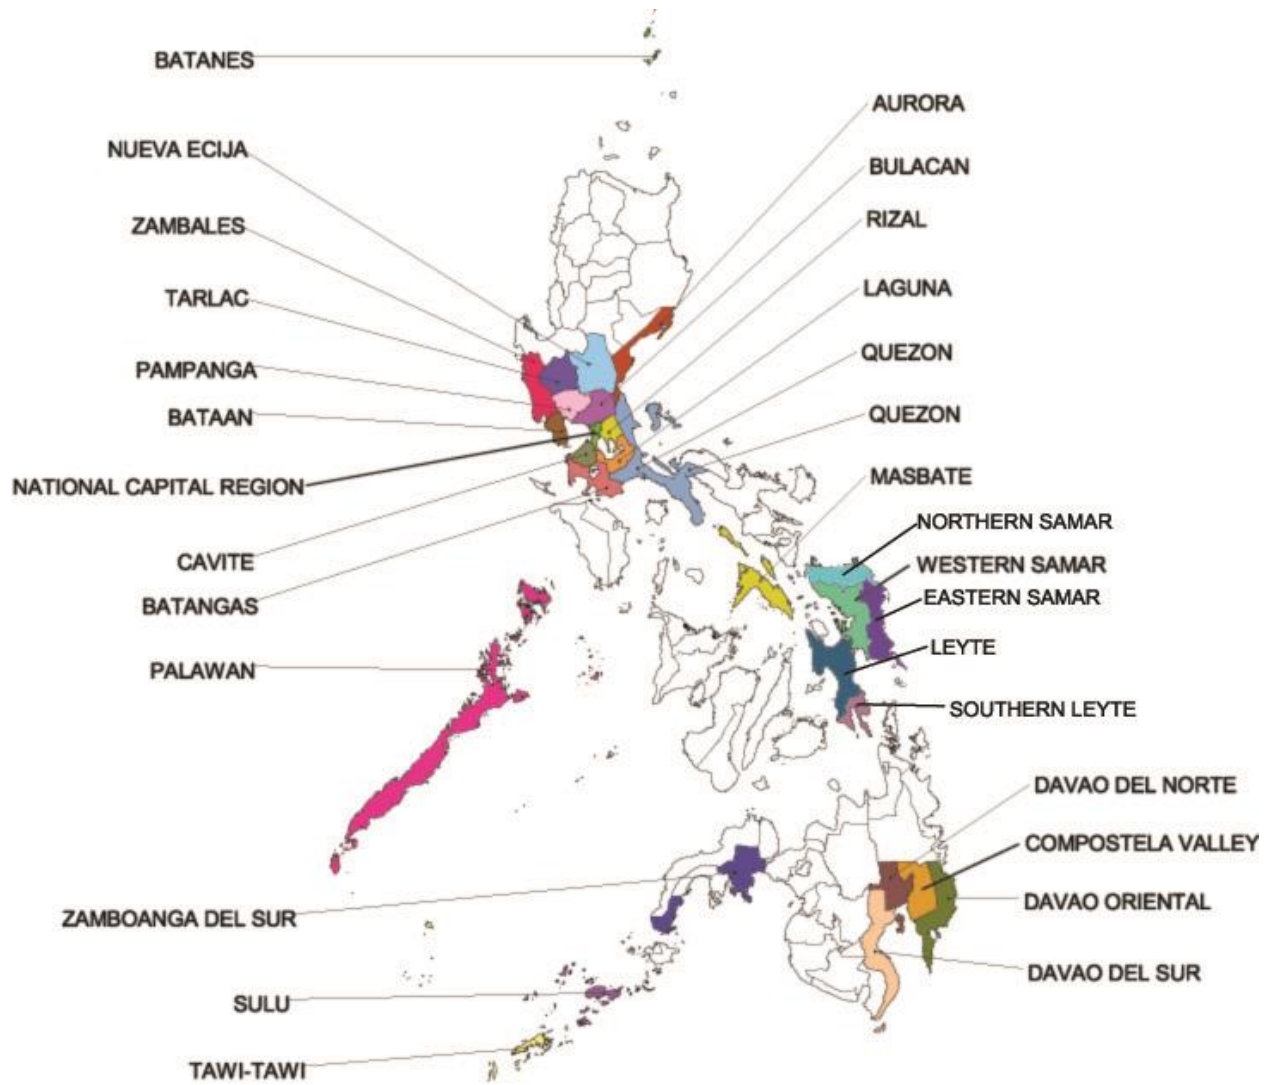 BATANES
NUEVA ECIJA
ZAMBALES
TARLAC
PAMPANGA
BATAAN
NATIONAL CAPITAL REGION
CAVITE
BATANGAS
PALAWAN
ZAMBOANGA DEL SUR
SULU
TAWI-TAWI
AURORA
BULACAN
RIZAL
LAGUNA
QUEZON
QUEZON
MASBATE
NORTHERN SAMAR
WESTERN SAMAR
EASTERN SAMAR
LEYTE
SOUTHERN LEYTE
DAVAO DEL NORTE
COMPOSTELA VALLEY
DAVAO ORIENTAL
DAVAO DEL SUR